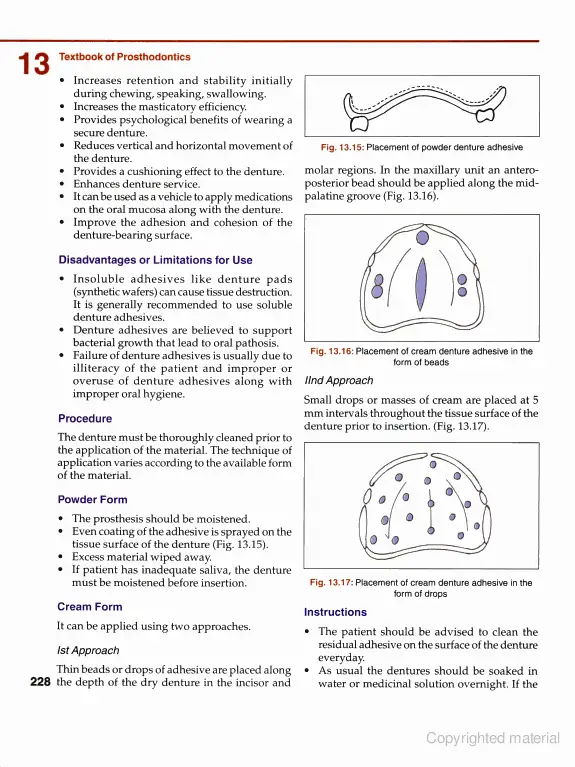 13
Textbook of Prosthodontics
• Increases retention and stability initially
during chewing, speaking, swallowing.
• Increases the masticatory efficiency.
• Provides psychological benefits of wearing a
secure denture.
• Reduces vertical and horizontal movement of
the denture.
• Provides a cushioning effect to the denture.
• Enhances denture service.
• It can be used as a vehicle to apply medications
on the oral mucosa along with the denture.
• Improve the adhesion and cohesion of the
denture-bearing surface.
Disadvantages or Limitations for Use
• Insoluble adhesives like denture pads
(synthetic wafers) can cause tissue destruction.
It is generally recommended to use soluble
denture adhesives.
• Denture adhesives are believed to support
bacterial growth that lead to oral pathosis.
• Failure of denture adhesives is usually due to
illiteracy of the patient and improper or
overuse of denture adhesives along with
improper oral hygiene.
Procedure
The denture must be thoroughly cleaned prior to
the application of the material. The technique of
application varies according to the available form
of the material.
Powder Form
• The prosthesis should be moistened.
• Even coating of the adhesive is sprayed on the
tissue surface of the denture (Fig. 13.15).
• Excess material wiped away.
• If patient has inadequate saliva, the denture
must be moistened before insertion.
Cream Form
It can be applied using two approaches.
Ist Approach
Thin beads or drops of adhesive are placed along
228 the depth of the dry denture in the incisor and
Fig. 13.15: Placement of powder denture adhesive
molar regions. In the maxillary unit an antero-
posterior bead should be applied along the mid-
palatine groove (Fig. 13.16).
Fig. 13.16: Placement of cream denture adhesive in the
form of beads
IInd Approach
Small drops or masses of cream are placed at 5
mm intervals throughout the tissue surface of the
denture prior to insertion. (Fig. 13.17).
Fig. 13.17: Placement of cream denture adhesive in the
form of drops
Instructions
• The patient should be advised to clean the
residual adhesive on the surface of the denture
everyday.
• As usual the dentures should be soaked in
water or medicinal solution overnight. If the
Copyrighted material